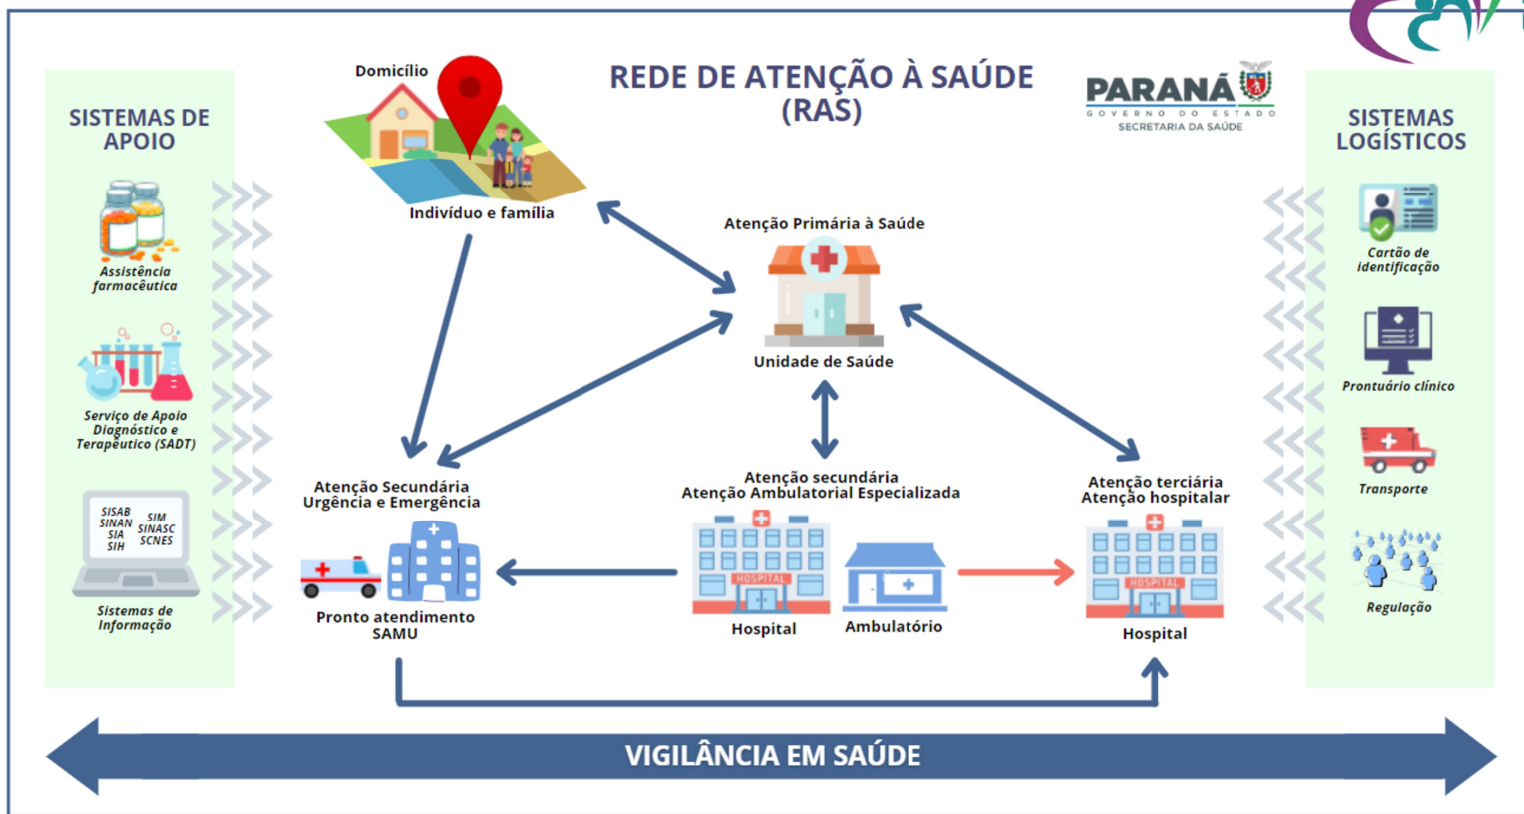 REDE DE ATENÇÃO À SAÚDE
(RAS)
PARANÁ
GOVERNO DO ESTADO
SECRETARIA DA SAÚDE
SISTEMAS DE
APOIO
Assistência
farmacêutica
Serviço de Apoio
Diagnóstico e
Terapêutico (SADT)
SISAB
SINAN
SIA
SIH
SIM
SINASC
SCNES
Sistemas de
Informação
Domicílio
Indivíduo e família
Atenção Primária à Saúde
Unidade de Saúde
Atenção Secundária
Urgência e Emergência
Pronto atendimento
SAMU
Atenção secundária
Atenção Ambulatorial Especializada
HOSPITAL
Hospital
Ambulatório
Atenção terciária
Atenção hospitalar
HOSPITAL
Hospital
SISTEMAS
LOGÍSTICOS
Cartão de
identificação
Prontuário clínico
Transporte
Regulação
VIGILÂNCIA EM SAÚDE